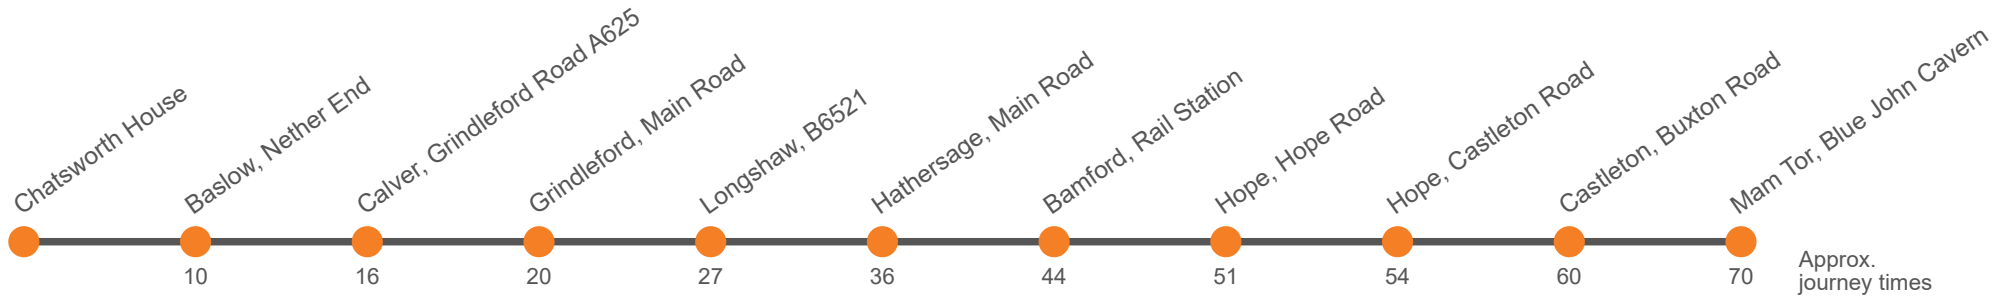 Chatsworth House
Baslow, Nether End
Calver, Grindleford Road A625
Grindleford, Main Road
Longshaw, B6521
Hathersage, Main Road
Bamford, Rail Station
Hope, Hope Road
Hope, Castleton Road
Castleton, Buxton Road
Mam Tor, Blue John Cavern
10 16 20 27 36 44 51 54 60 70
Approx.
journey times